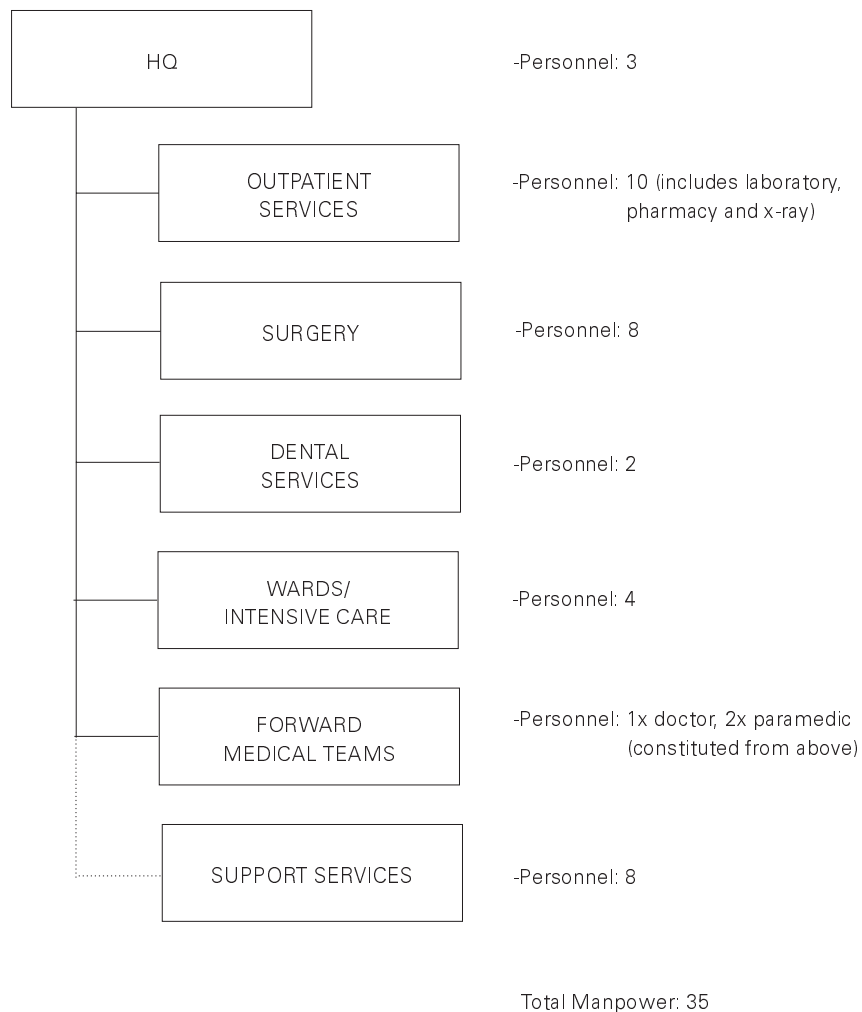 HQ
-Personnel: 3
OUTPATIENT
SERVICES
-Personnel: 10 (includes laboratory,
pharmacy and x-ray)
SURGERY
-Personnel: 8
DENTAL
SERVICES
-Personnel: 2
WARDS/
INTENSIVE CARE
-Personnel: 4
FORWARD
MEDICAL TEAMS
-Personnel: 1x doctor, 2x paramedic
(constituted from above)
SUPPORT SERVICES
-Personnel: 8
Total Manpower: 35